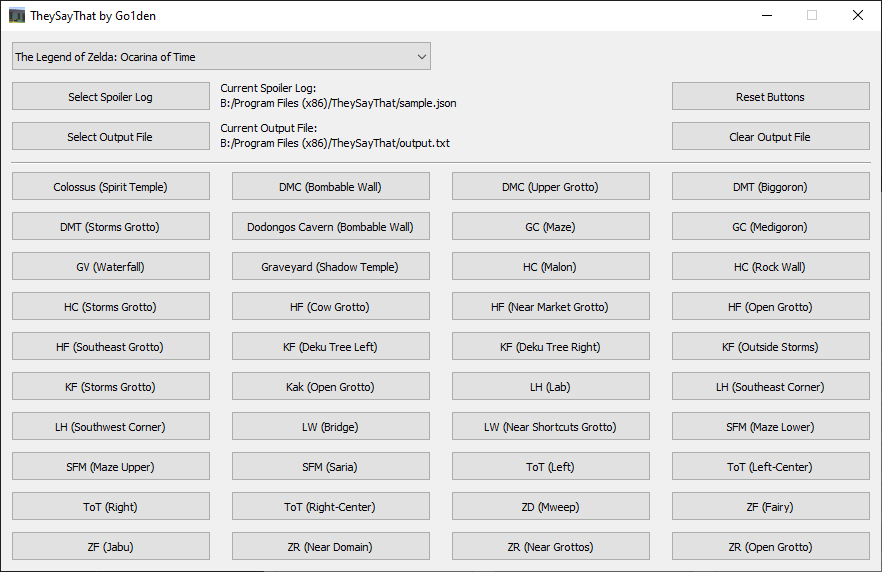 TheySayThat by Go1den
The Legend of Zelda: Ocarina of Time
Select Spoiler Log
Current Spoiler Log:
B:/Program Files (x86)/TheySayThat/sample.json
Reset Buttons
Select Output File
Current Output File:
B:/Program Files (x86)/TheySayThat/output.txt
Clear Output File
Colossus (Spirit Temple)
DMC (Bombable Wall)
DMC (Upper Grotto)
DMT (Biggoron)
DMT (Storms Grotto)
Dodongos Cavern (Bombable Wall)
GC (Maze)
GC (Medigoron)
GV (Waterfall)
Graveyard (Shadow Temple)
HC (Malon)
HC (Rock Wall)
HC (Storms Grotto)
HF (Cow Grotto)
HF (Near Market Grotto)
HF (Open Grotto)
HF (Southeast Grotto)
KF (Deku Tree Left)
KF (Deku Tree Right)
KF (Outside Storms)
KF (Storms Grotto)
Kak (Open Grotto)
LH (Lab)
LH (Southeast Corner)
LH (Southwest Corner)
LW (Bridge)
LW (Near Shortcuts Grotto)
SFM (Maze Lower)
SFM (Maze Upper)
SFM (Saria)
ToT (Left)
ToT (Left-Center)
ToT (Right)
ToT (Right-Center)
ZD (Mweep)
ZF (Fairy)
ZF (Jabu)
ZR (Near Domain)
ZR (Near Grottos)
ZR (Open Grotto)